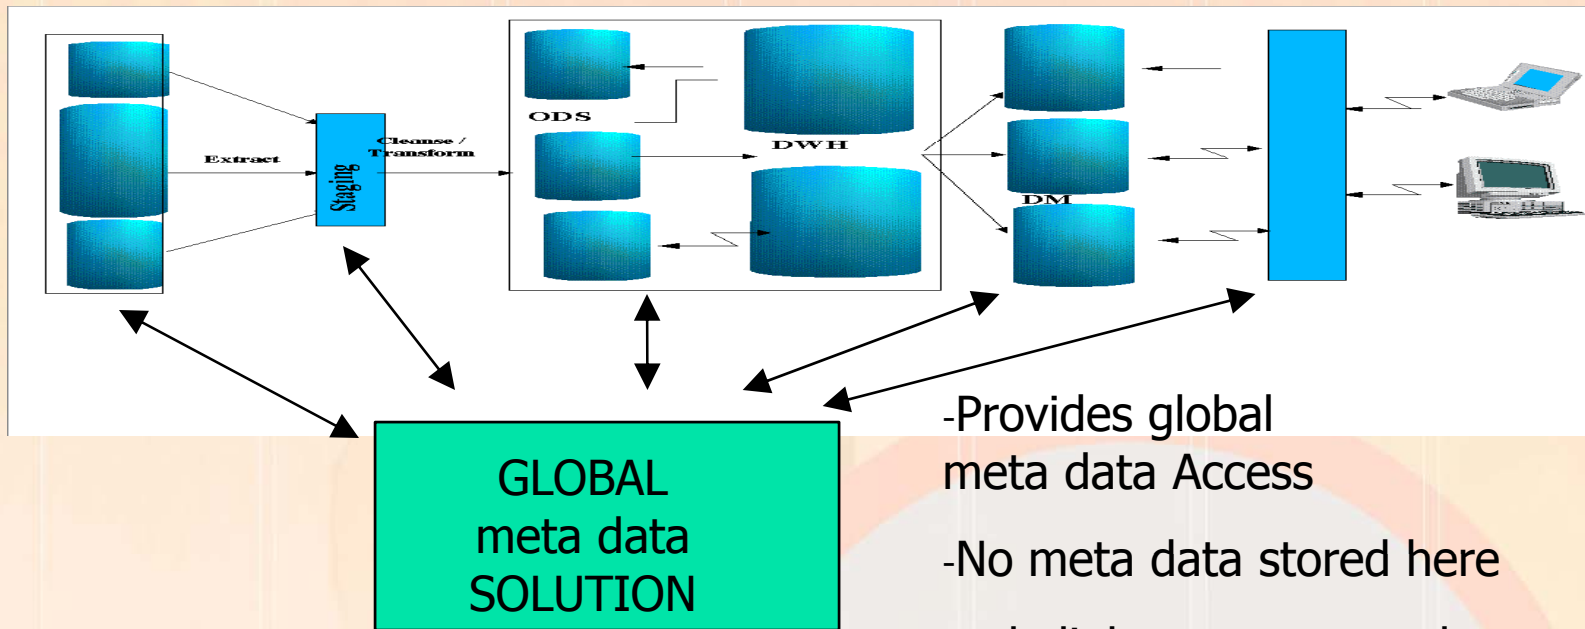 Extract
Staging
Cleanse /
Transform
ODS
DWH
DM
GLOBAL
meta data
SOLUTION
-Provides global
meta data Access
-No meta data stored here